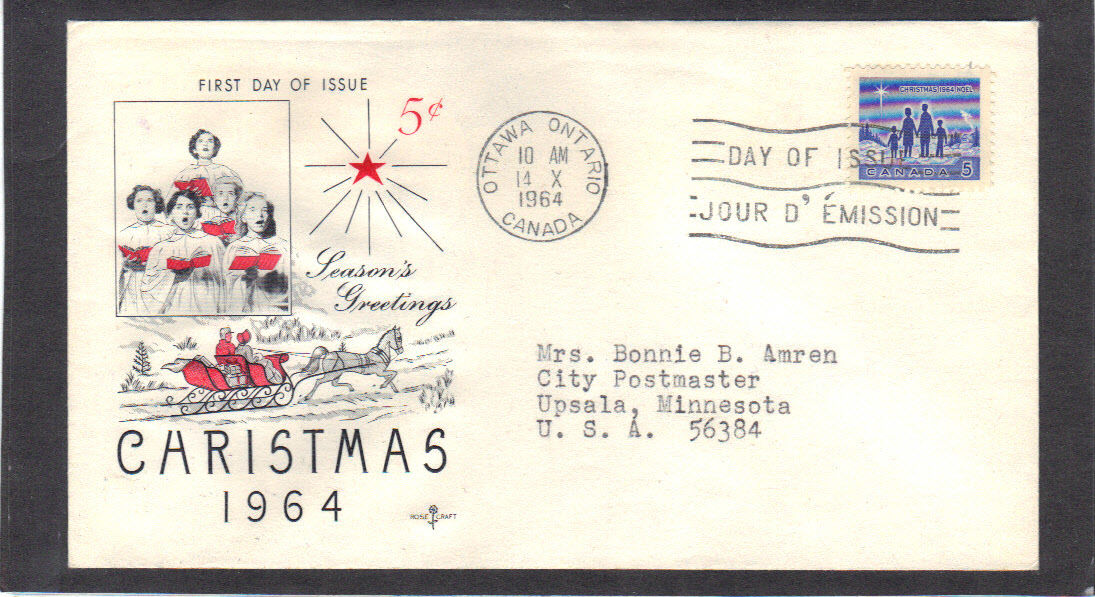 FIRST DAY OF ISSUE
5¢
Season's
Greetings
CHRISTMAS
1964
ROSE CRAFT
OTTAWA ONTARIO
10 AM
14 X
1964
CANADA
DAY OF ISSUE
JOUR D'ÉMISSION
CHRISTMAS 1964 NOEL
CANADA 5
Mrs. Bonnie B. Amren
City Postmaster
Upsala, Minnesota
U. S. A. 56384